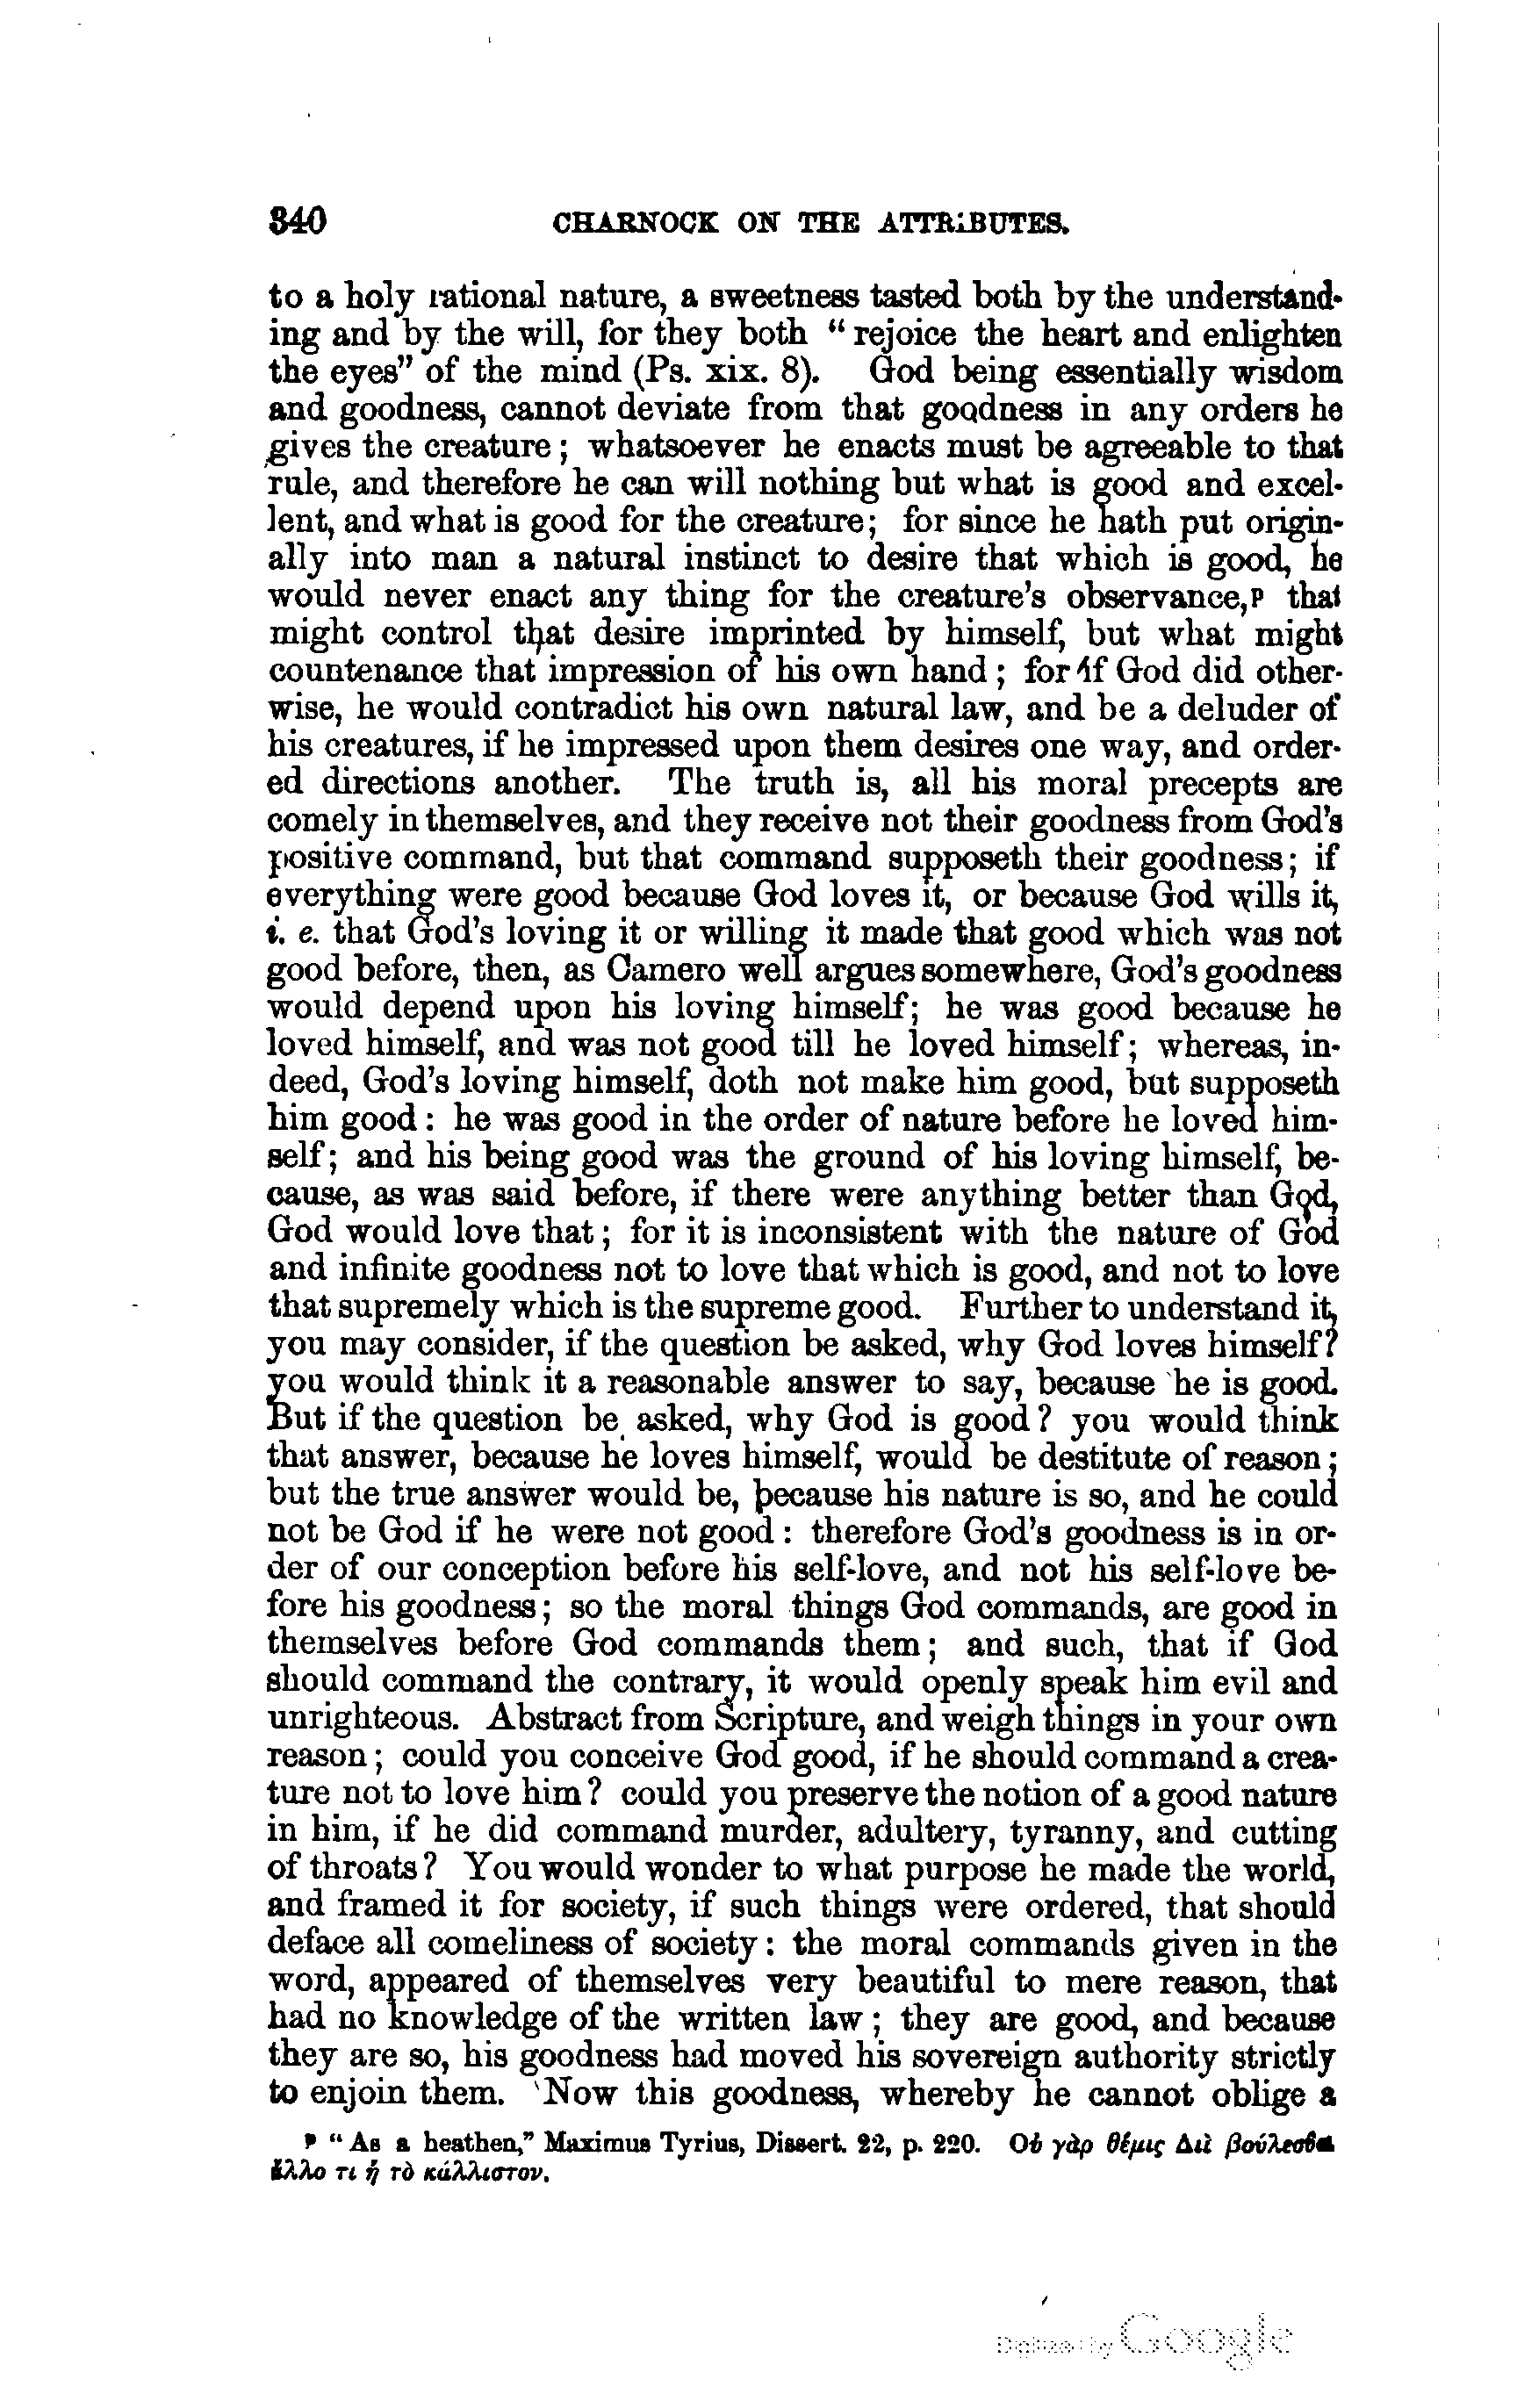 340 CHARNOCK ON THE ATTRIBUTES.
to a holy rational nature, a sweetness tasted both by the understand-
ing and by the will, for they both “rejoice the heart and enlighten
the eyes” of the mind (Ps. xix. 8). God being essentially wisdom
and goodness, cannot deviate from that goodness in any orders he
gives the creature; whatsoever he enacts must be agreeable to that
rule, and therefore he can will nothing but what is good and excel-
lent, and what is good for the creature; for since he hath put origin-
ally into man a natural instinct to desire that which is good, he
would never enact any thing for the creature's observance,p that
might control that desire imprinted by himself, but what might
countenance that impression of his own hand; for if God did other-
wise, he would contradict his own natural law, and be a deluder of
his creatures, if he impressed upon them desires one way, and order-
ed directions another. The truth is, all his moral precepts are
comely in themselves, and they receive not their goodness from God's
positive command, but that command supposeth their goodness; if
everything were good because God loves it, or because God wills it,
i. e. that God's loving it or willing it made that good which was not
good before, then, as Camero well argues somewhere, God's goodness
would depend upon his loving himself; he was good because he
loved himself, and was not good till he loved himself; whereas, in-
deed, God's loving himself, doth not make him good, but supposeth
him good: he was good in the order of nature before he loved him-
self; and his being good was the ground of his loving himself, be-
cause, as was said before, if there were anything better than God,
God would love that; for it is inconsistent with the nature of God
and infinite goodness not to love that which is good, and not to love
that supremely which is the supreme good. Further to understand it,
you may consider, if the question be asked, why God loves himself?
you would think it a reasonable answer to say, because he is good.
But if the question be asked, why God is good? you would think
that answer, because he loves himself, would be destitute of reason;
but the true answer would be, because his nature is so, and he could
not be God if he were not good: therefore God's goodness is in or-
der of our conception before his self-love, and not his self-love be-
fore his goodness; so the moral things God commands, are good in
themselves before God commands them; and such, that if God
should command the contrary, it would openly speak him evil and
unrighteous. Abstract from Scripture, and weigh things in your own
reason; could you conceive God good, if he should command a crea-
ture not to love him? could you preserve the notion of a good nature
in him, if he did command murder, adultery, tyranny, and cutting
of throats? You would wonder to what purpose he made the world,
and framed it for society, if such things were ordered, that should
deface all comeliness of society: the moral commands given in the
word, appeared of themselves very beautiful to mere reason, that
had no knowledge of the written law; they are good, and because
they are so, his goodness had moved his sovereign authority strictly
to enjoin them. Now this goodness, whereby he cannot oblige a
p “As a heathen,” Maximus Tyrius, Dissert. 22, p. 220. Οὐ γὰρ θέμις Διὶ βούλεσθαι
ἄλλο τι ἢ τὸ κάλλιστον.
Digitized by Google